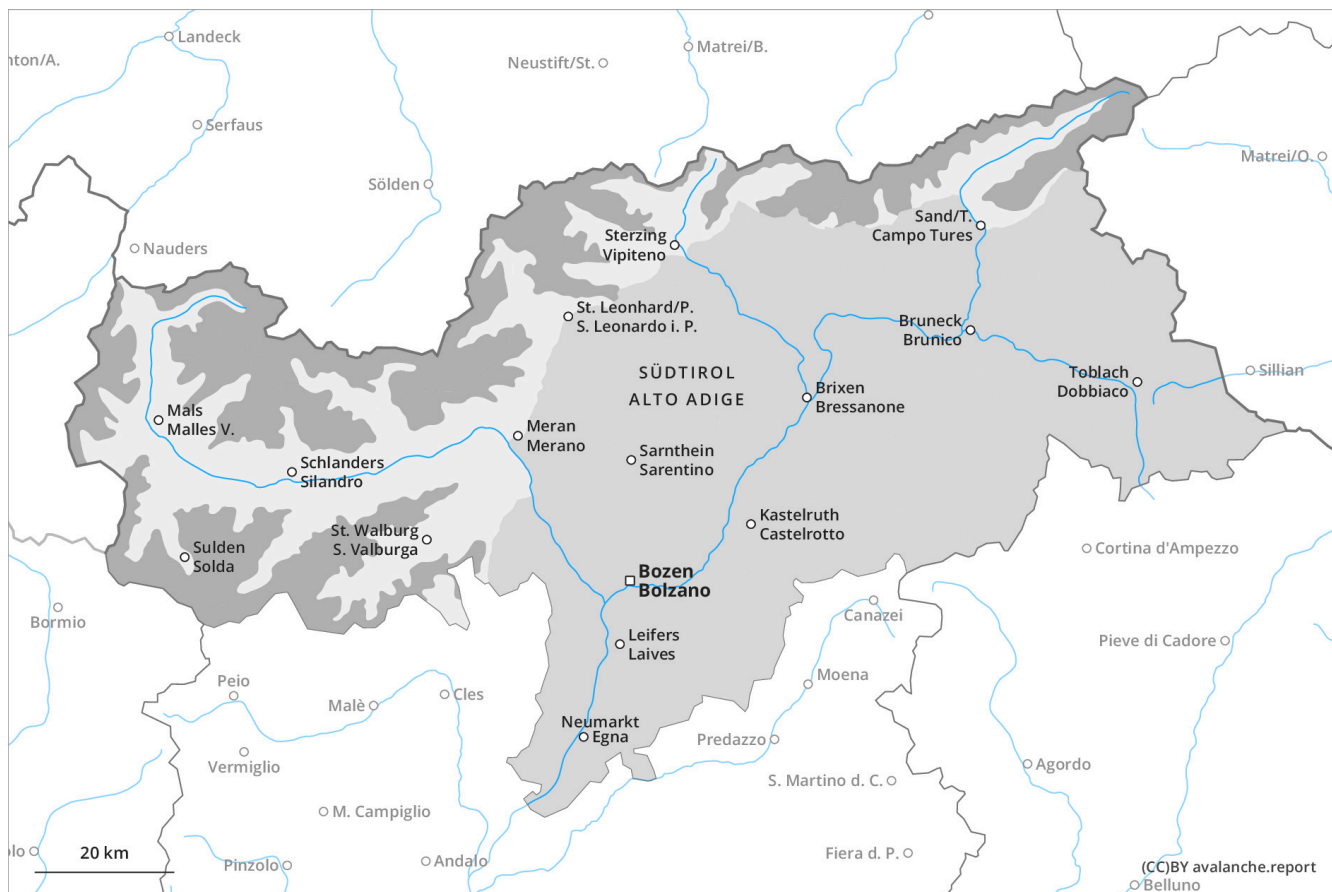 Landeck
Matrei/B.
nton/A.
Neustift/St.
Serfaus
Matrei/O.
Sölden
Sand/T.
Campo Tures
Sterzing
Vipiteno
Nauders
St. Leonhard/P.
S. Leonardo i. P.
Bruneck
Brunico
SÜDTIROL
ALTO ADIGE
Toblach
Dobbiaco
Sillian
Brixen
Bressanone
Mals
Malles V.
Meran
Merano
Sarnthein
Sarentino
Schlanders
Silandro
Kastelruth
Castelrotto
St. Walburg
S. Valburga
Sulden
Solda
Cortina d'Ampezzo
Bozen
Bolzano
Bormio
Canazei
Leifers
Laives
Pieve di Cadore
Peio
Malè
Cles
Moena
Neumarkt
Egna
Predazzo
Vermiglio
Agordo
S. Martino d. C.
M. Campiglio
20 km
olo
Pinzolo
Andalo
Fiera d. P.
(CC)BY avalanche.report
Belluno